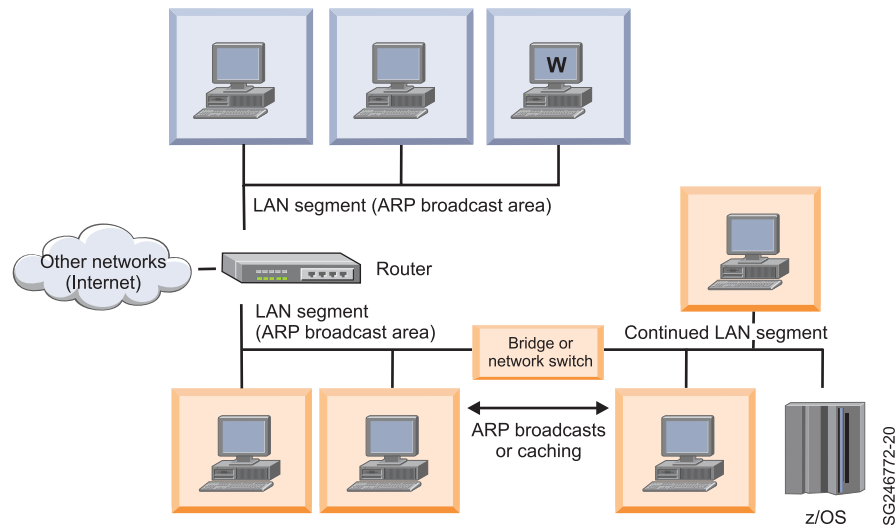 W
LAN segment (ARP broadcast area)
Other networks
(Internet)
Router
LAN segment
(ARP broadcast area)
Bridge or
network switch
Continued LAN segment
ARP broadcasts
or caching
z/OS
SG246772-20